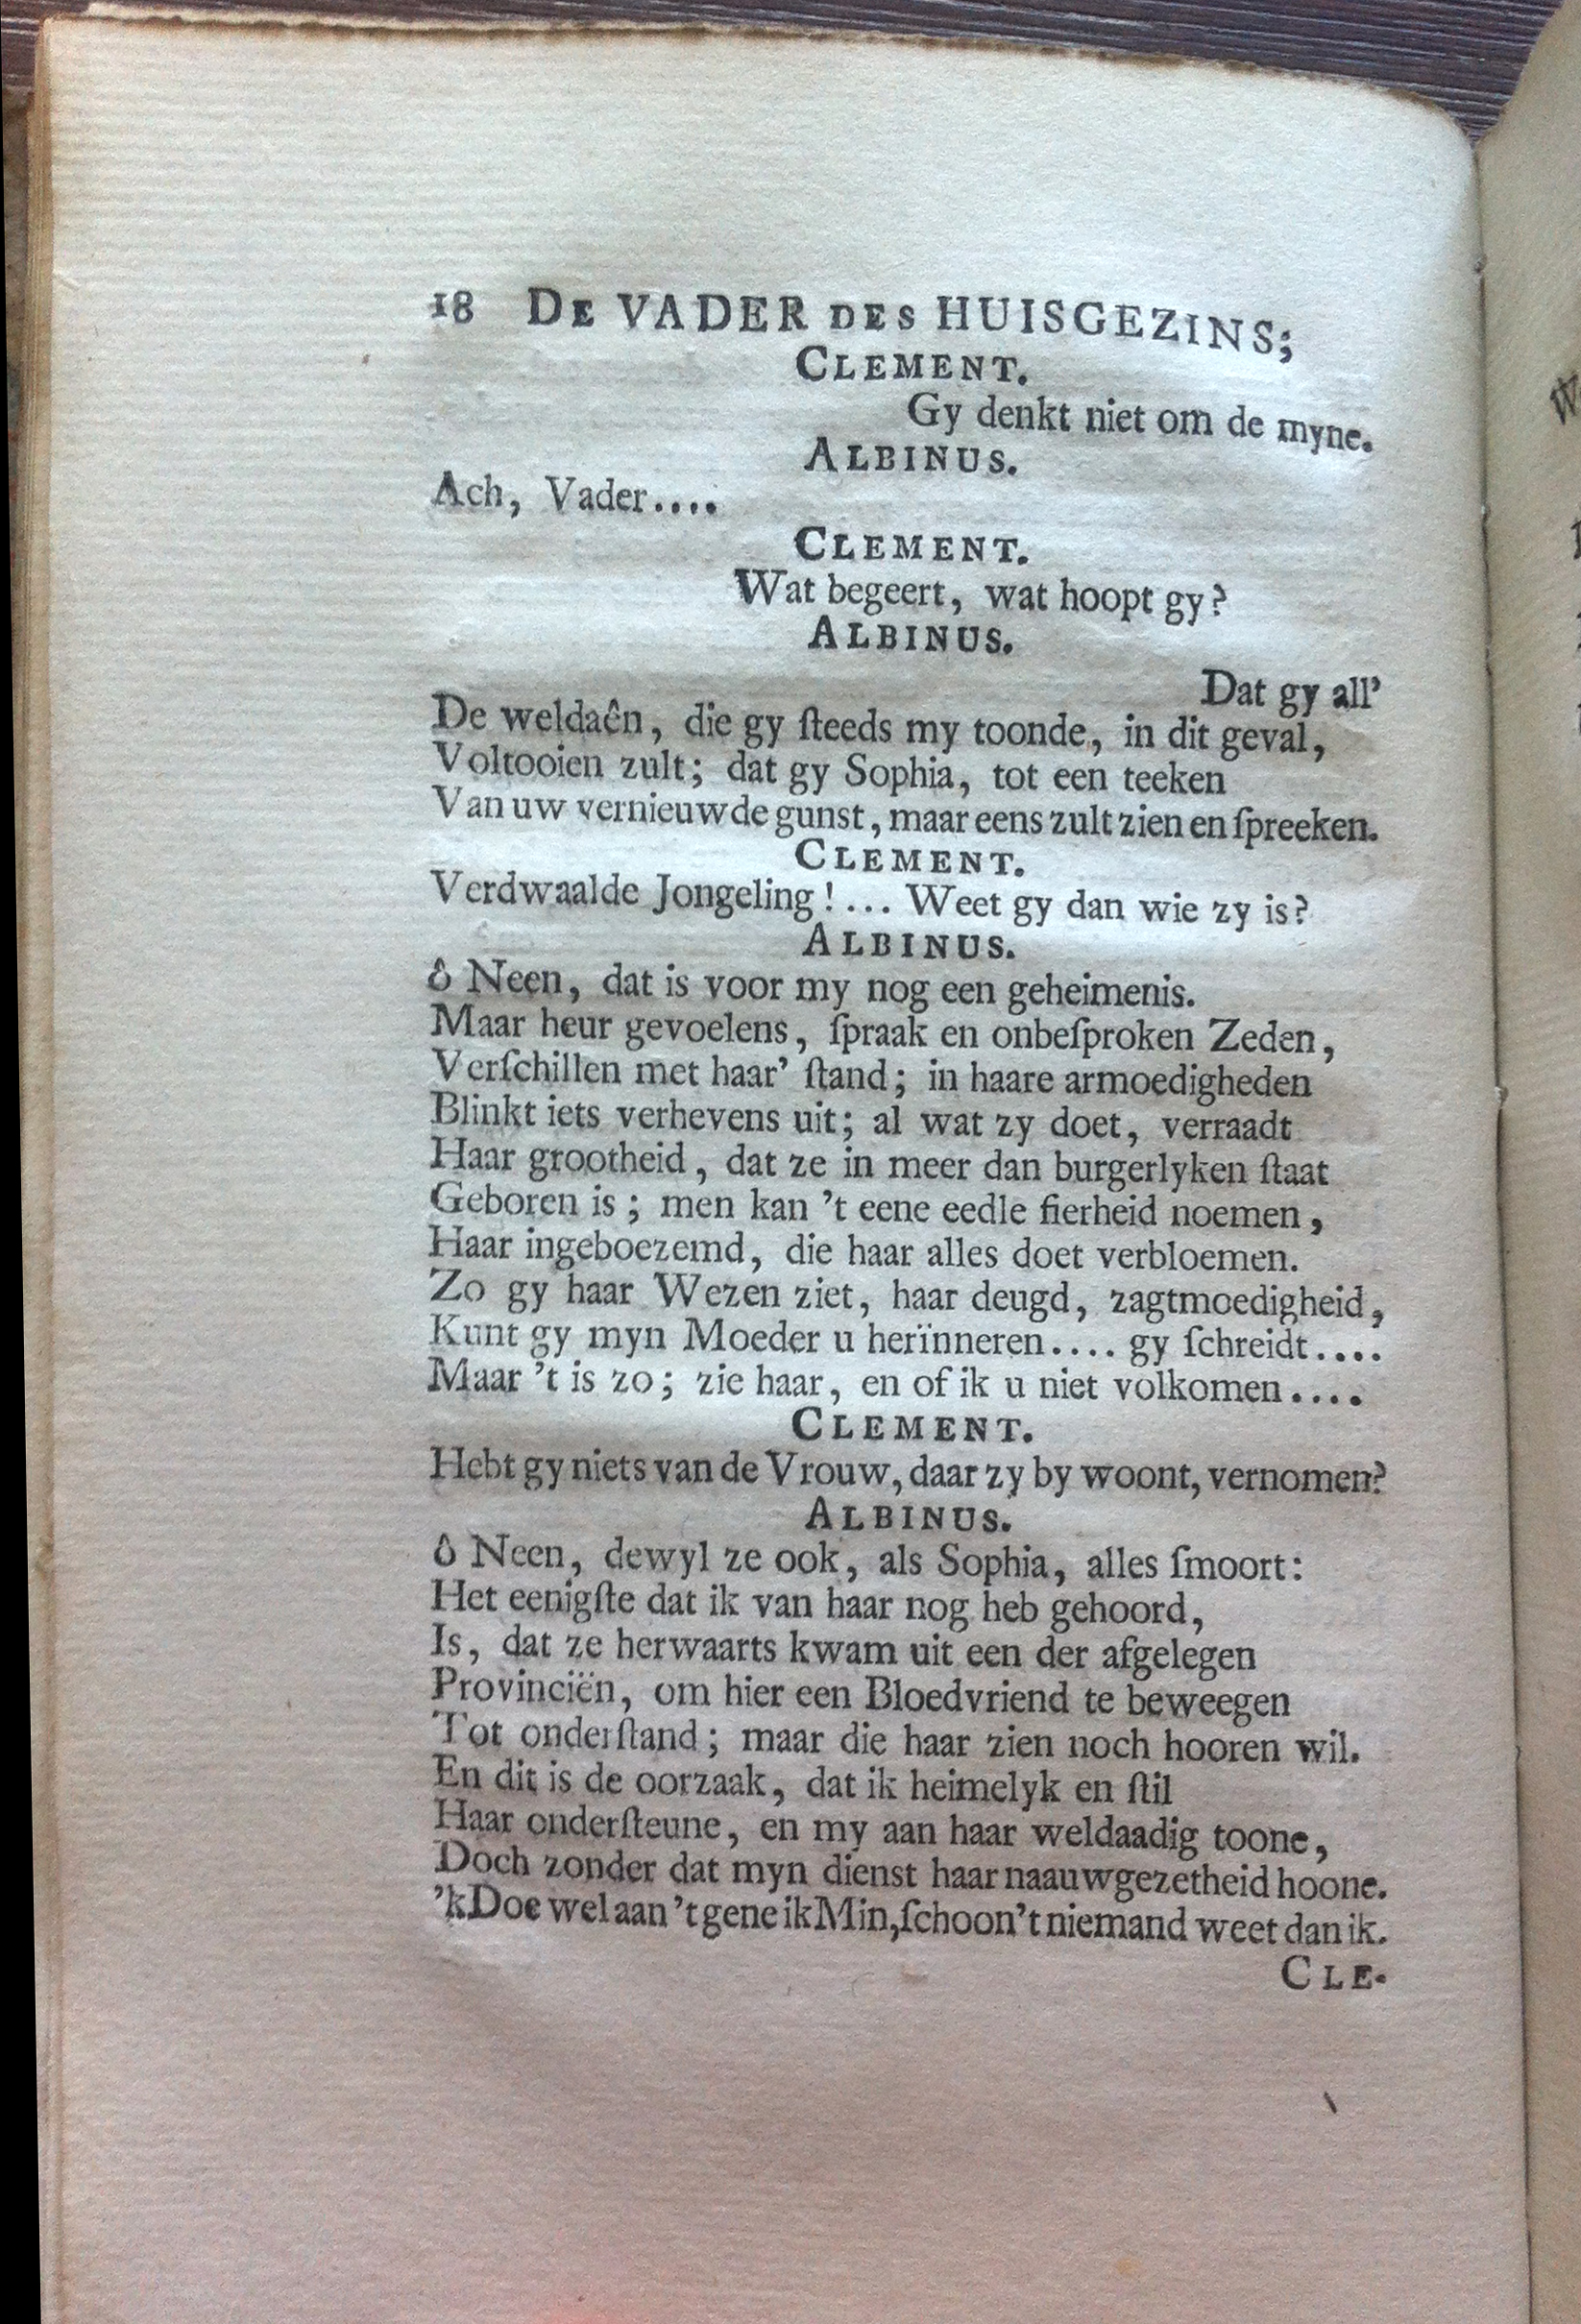 18 DE VADER DES HUISGEZINS;
CLEMENT.
Gy denkt niet om de myne.
ALBINUS.
Ach, Vader....
CLEMENT.
Wat begeert, wat hoopt gy?
ALBINUS.
Dat gy all'
De weldaên, die gy ſteeds my toonde, in dit geval,
Voltooien zult; dat gy Sophia, tot een teeken
Van uw vernieuwde gunst, maar eens zult zien en ſpreeken.
CLEMENT.
Verdwaalde Jongeling!... Weet gy dan wie zy is?
ALBINUS.
ô Neen, dat is voor my nog een geheimenis.
Maar heur gevoelens, ſpraak en onbeſproken Zeden,
Verſchillen met haar' ſtand; in haare armoedigheden
Blinkt iets verhevens uit; al wat zy doet, verraadt
Haar grootheid, dat ze in meer dan burgerlyken ſtaat
Geboren is; men kan 't eene eedle fierheid noemen,
Haar ingeboezemd, die haar alles doet verbloemen.
Zo gy haar Wezen ziet, haar deugd, zagtmoedigheid,
Kunt gy myn Moeder u herïnneren.... gy ſchreidt....
Maar 't is zo; zie haar, en of ik u niet volkomen....
CLEMENT.
Hebt gy niets van de Vrouw, daar zy by woont, vernomen?
ALBINUS.
ô Neen, dewyl ze ook, als Sophia, alles ſmoort:
Het eenigſte dat ik van haar nog heb gehoord,
Is, dat ze herwaarts kwam uit een der afgelegen
Provinciën, om hier een Bloedvriend te beweegen
Tot onderſtand; maar die haar zien noch hooren wil.
En dit is de oorzaak, dat ik heimelyk en ſtil
Haar onderſteune, en my aan haar weldaadig toone,
Doch zonder dat myn dienst haar naauwgezetheid hoone.
'k Doe wel aan 't gene ik Min, ſchoon 't niemand weet dan ik.
CLE-